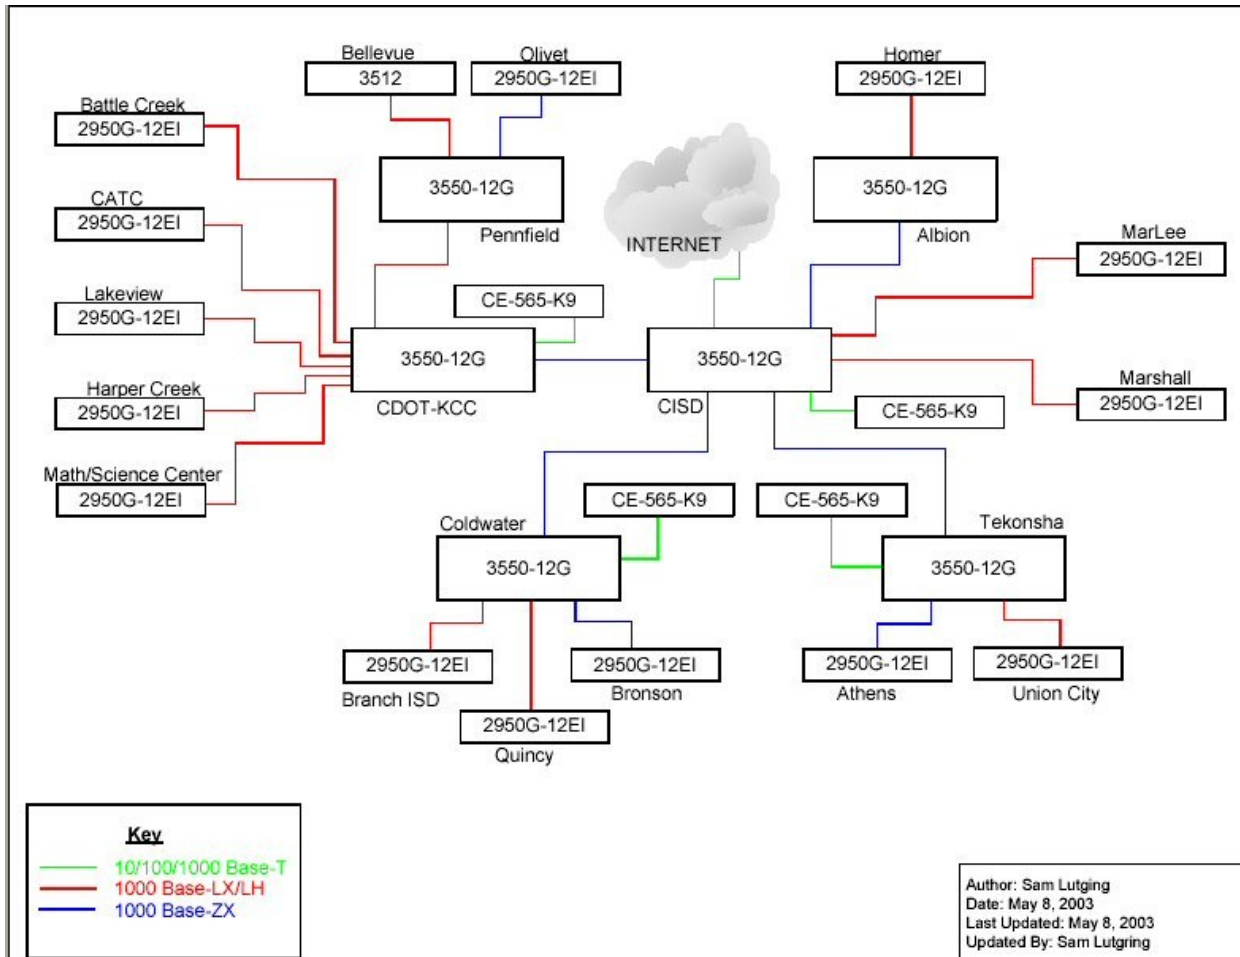 Bellevue
3512
Olivet
2950G-12EI
Homer
2950G-12EI
Battle Creek
2950G-12EI
3550-12G
Pennfield
INTERNET
3550-12G
Albion
CATC
2950G-12EI
MarLee
2950G-12EI
Lakeview
2950G-12EI
CE-565-K9
3550-12G
CDOT-KCC
3550-12G
CISD
Harper Creek
2950G-12EI
Marshall
2950G-12EI
CE-565-K9
Math/Science Center
2950G-12EI
CE-565-K9
CE-565-K9
Coldwater
3550-12G
Tekonsha
3550-12G
2950G-12EI
Branch ISD
2950G-12EI
Bronson
2950G-12EI
Athens
2950G-12EI
Union City
2950G-12EI
Quincy
Key
10/100/1000 Base-T
1000 Base-LX/LH
1000 Base-ZX
Author: Sam Lutging
Date: May 8, 2003
Last Updated: May 8, 2003
Updated By: Sam Lutgring